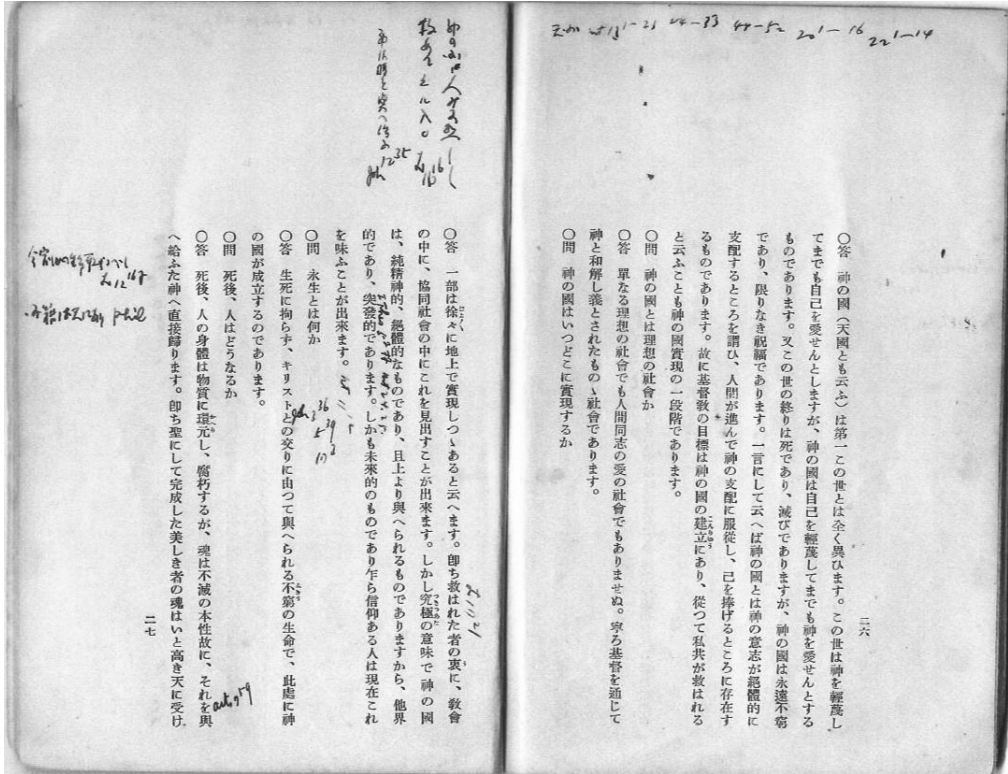 13 1-23 24-33 44-52 20 1-16 22 1-14
○答　神の國(天國とも云ふ)は第一この世とは全く異ひます。この世は神を輕蔑し
てまでも自己を愛せんとしますが、神の國は自己を輕蔑してまでも神を愛せんとする
ものであります。又この世の終りは死であり、滅びでありますが、神の國は永遠不窮
であり、限りなき祝福であります。一言にして云へば神の國とは神の意志が絕體的に
支配するところを謂ひ、人間が進んで神の支配に服從し、己を捧げるところに存在す
るものであります。故に基督敎の目標は神の國の建立にあり、從つて私共が救はれる
と云ふことも神の國實現の一段階であります。
○問　神の國とは理想の社會か
○答　單なる理想の社會でも人間同志の愛の社會でもありませぬ。寧ろ基督を通じて
神と和解し義とされたものゝ社會であります。
○問　神の國はいつどこに實現するか
二六
16 16
12 35
○答　一部は徐々に地上で實現しつゝあると云へます。卽ち救はれた者の裏に、敎會
の中に、協同社會の中にこれを見出すことが出來ます。しかし究極の意味で神の國
は、純精神的、絕體的なものであり、且上より與へられるものでありますから、他界
的であり、突發的であります。しかも未來的のものであり乍ら信仰ある人は現在これ
を味ふことが出來ます。
○問　永生とは何か
○答　生死に拘らず、キリストとの交りに由つて與へられる不窮の生命で、此處に神
の國が成立するのであります。
○問　死後、人はどうなるか
○答　死後、人の身體は物質に環元し、腐朽するが、魂は不滅の本性故に、それを與
へ給ふた神へ直接歸ります。卽ち聖にして完成した美しき者の魂はいと高き天に受け
二七